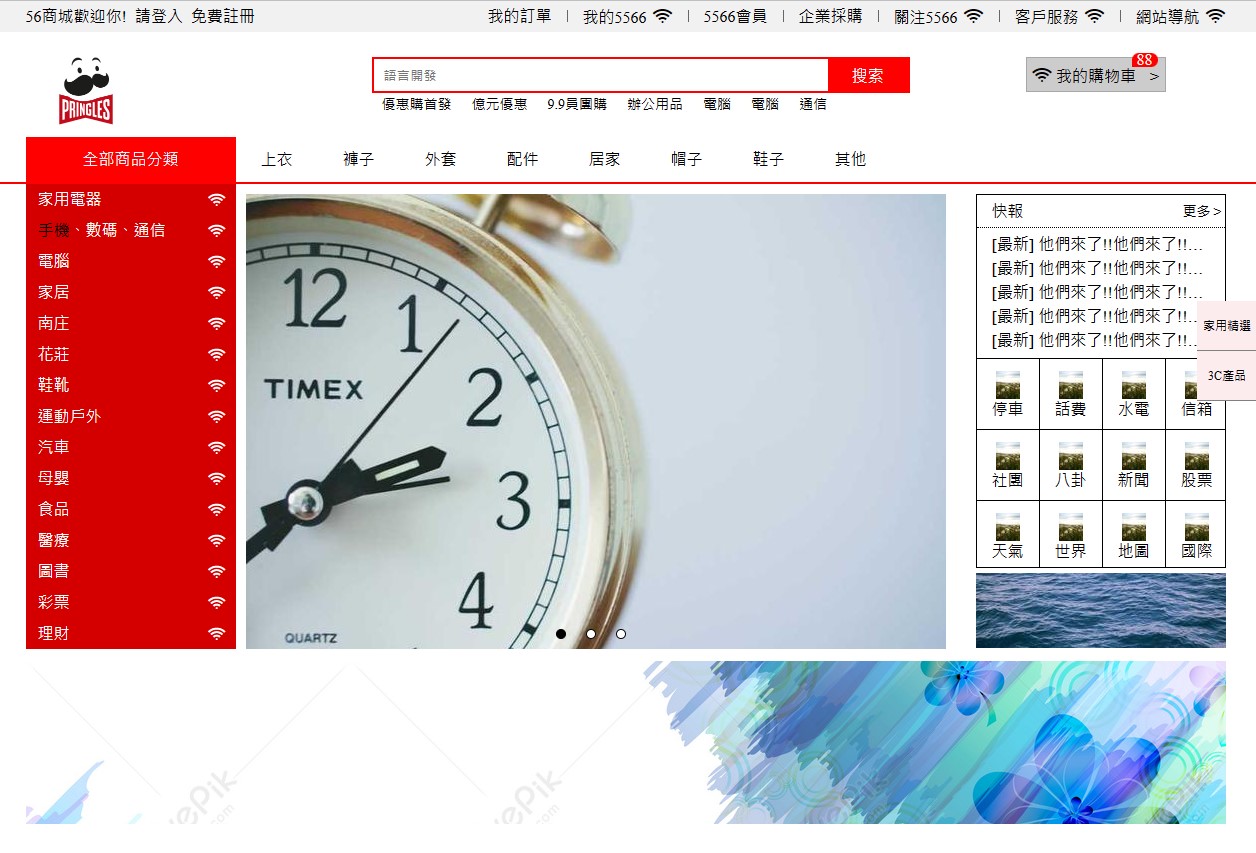 56商城歡迎你! 請登入 免費註冊
我的訂單 | 我的5566 | 5566會員 | 企業採購 | 關注5566 | 客戶服務 | 網站導航
PRINGLES
語言開發
搜索
88
我的購物車 >
優惠購首發 億元優惠 9.9員團購 辦公用品 電腦 電腦 通信
全部商品分類
上衣 褲子 外套 配件 居家 帽子 鞋子 其他
家用電器
手機、數碼、通信
電腦
家居
南庄
花莊
鞋靴
運動戶外
汽車
母嬰
食品
醫療
圖書
彩票
理財
12
1
TIMEX
2
3
4
QUARTZ
快報
更多 >
[最新] 他們來了!!他們來了!!...
[最新] 他們來了!!他們來了!!...
[最新] 他們來了!!他們來了!!...
[最新] 他們來了!!他們來了!!...
[最新] 他們來了!!他們來了!!...
家用精選
3C產品
停車 話費 水電 信箱
社團 八卦 新聞 股票
天氣 世界 地圖 國際